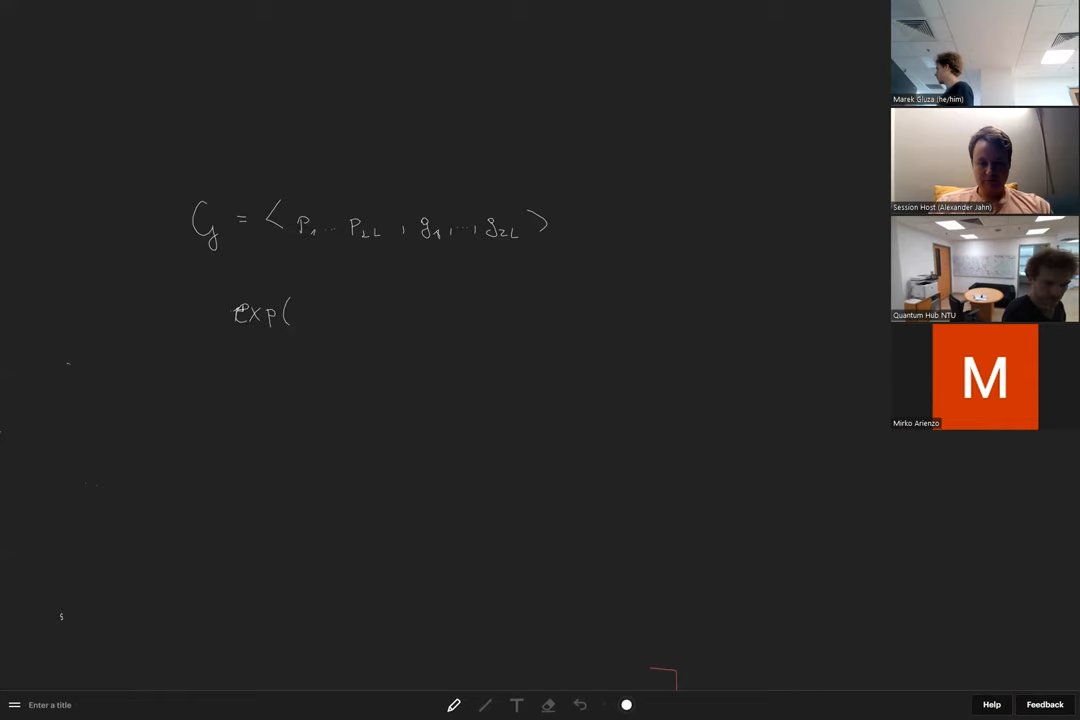 G = < p₁ ... p₂L , g₁, ..., g₂L >
exp(
5
Enter a title
T
Help
Feedback
Marek Gluza (he/him)
Session Host (Alexander Jahn)
Quantum Hub NTU
M
Mirko Arienzo